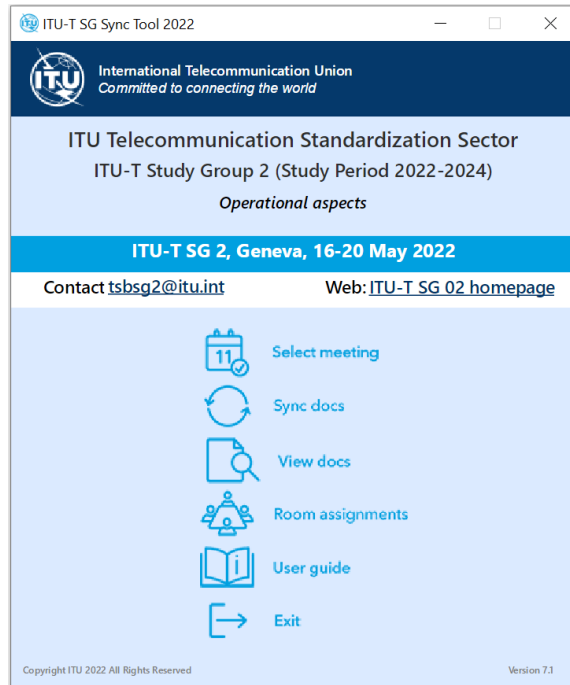 ITU-T SG Sync Tool 2022
ITU
International Telecommunication Union
Committed to connecting the world
ITU Telecommunication Standardization Sector
ITU-T Study Group 2 (Study Period 2022-2024)
Operational aspects
ITU-T SG 2, Geneva, 16-20 May 2022
Contact tsbsg2@itu.int Web: ITU-T SG 02 homepage
11 Select meeting
Sync docs
View docs
Room assignments
i User guide
Exit
Copyright ITU 2022 All Rights Reserved Version 7.1